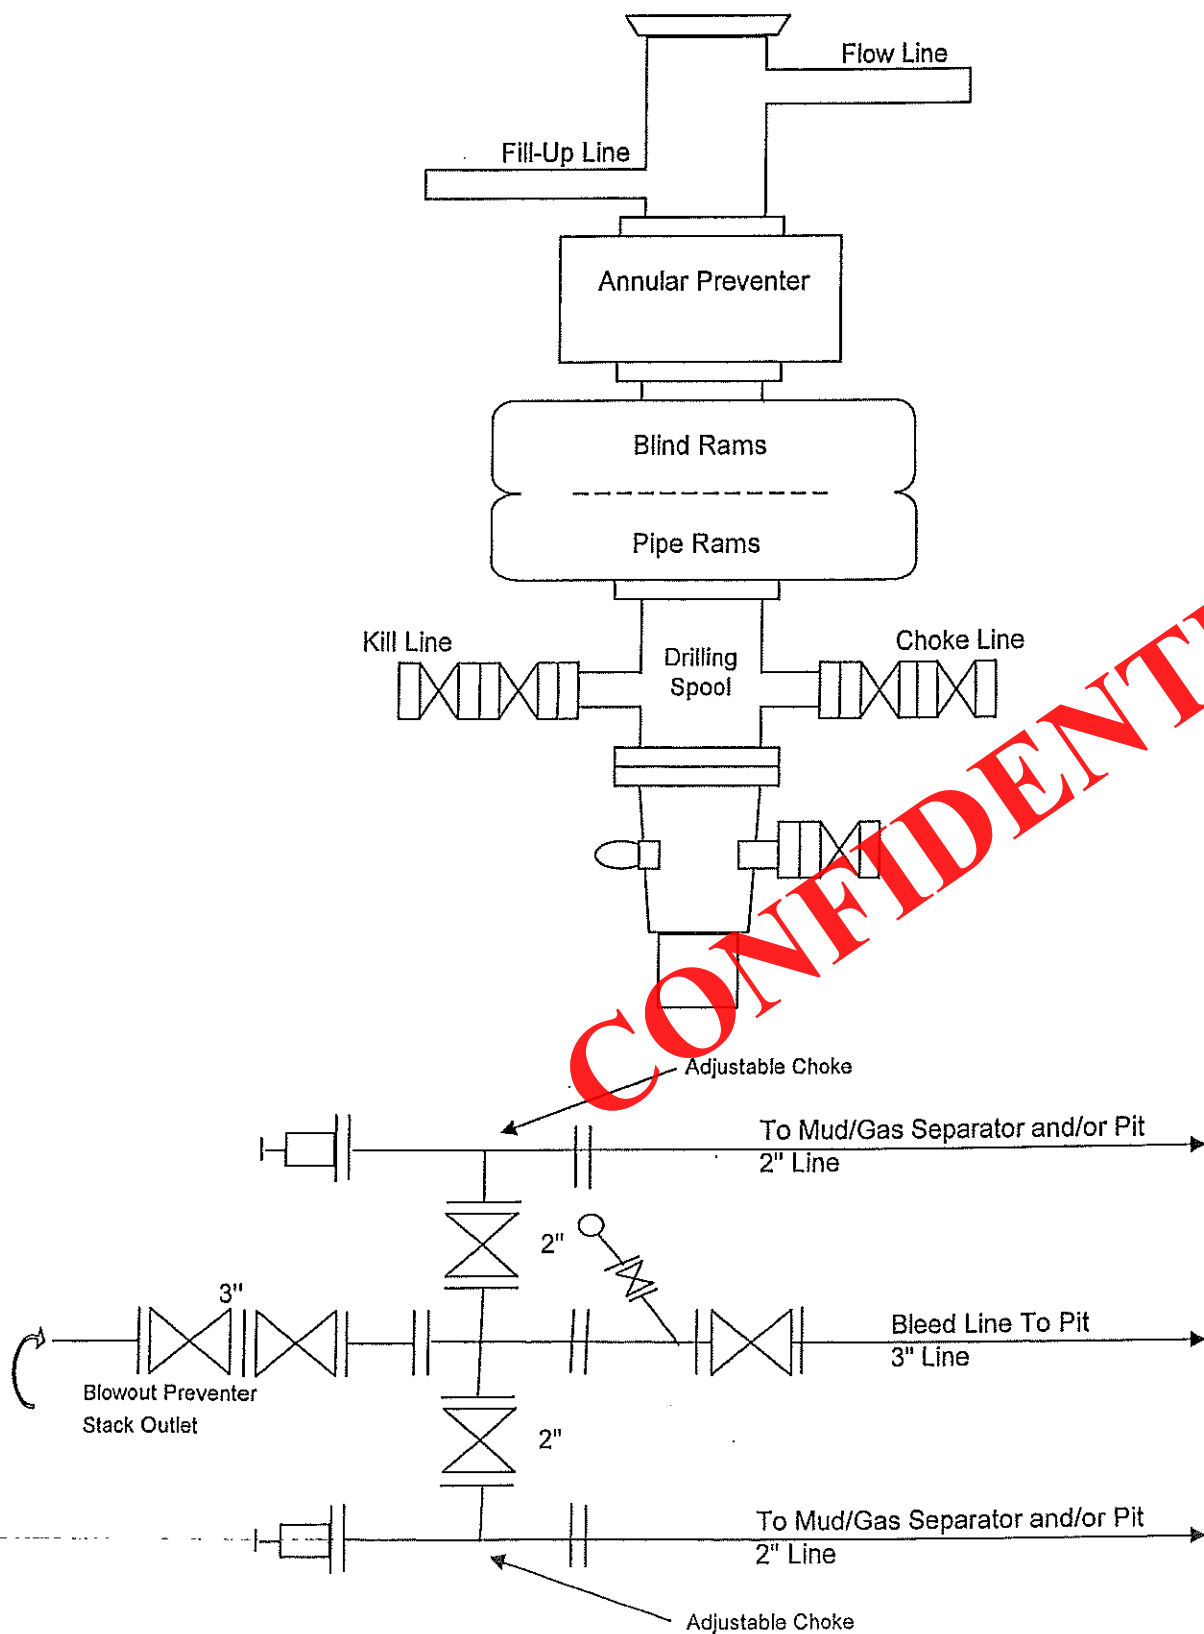 Flow Line
Fill-Up Line
Annular Preventer
Blind Rams
Pipe Rams
Kill Line
Choke Line
Drilling
Spool
CONFIDENT
Adjustable Choke
To Mud/Gas Separator and/or Pit
2" Line
2"
3"
Bleed Line To Pit
3" Line
Blowout Preventer
Stack Outlet
2"
To Mud/Gas Separator and/or Pit
2" Line
Adjustable Choke